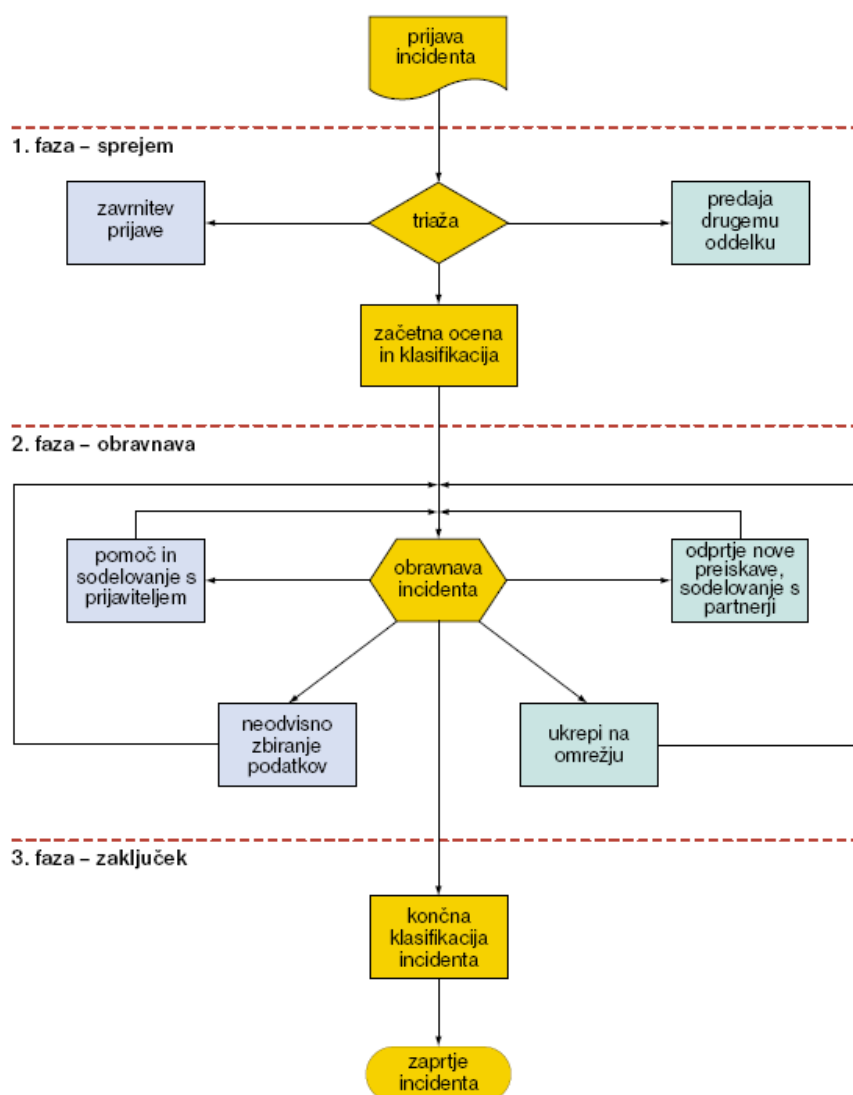 prijava
incidenta
1. faza – sprejem
zavrnitev
prijave
triaža
predaja
drugemu
oddelku
začetna ocena
in klasifikacija
2. faza – obravnava
pomoč in
sodelovanje s
prijaviteljem
obravnava
incidenta
odprtje nove
preiskave,
sodelovanje s
partnerji
neodvisno
zbiranje
podatkov
ukrepi na
omrežju
3. faza – zaključek
končna
klasifikacija
incidenta
zaprtje
incidenta